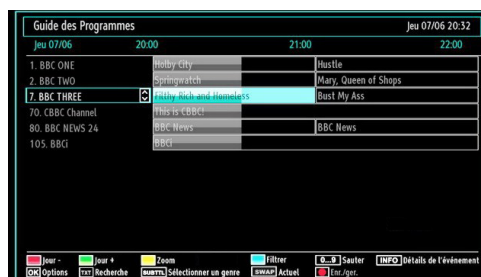 Guide des Programmes Jeu 07/06 20:32
Jeu 07/06 20:00 21:00 22:00
1. BBC ONE Holby City Hustle
2. BBC TWO Springwatch Mary, Queen of Shops
7. BBC THREE Filthy Rich and Homeless Bust My Ass
70. CBBC Channel This is CBBC!
80. BBC NEWS 24 BBC News BBC News
105. BBCi BBCi
Jour - Jour + Zoom Filtrer 0...9 Sauter INFO Détails de l'événement
OK Options TXT Recherche SUBTTL Sélectionner un genre SWAP Actuel Enr./ger.